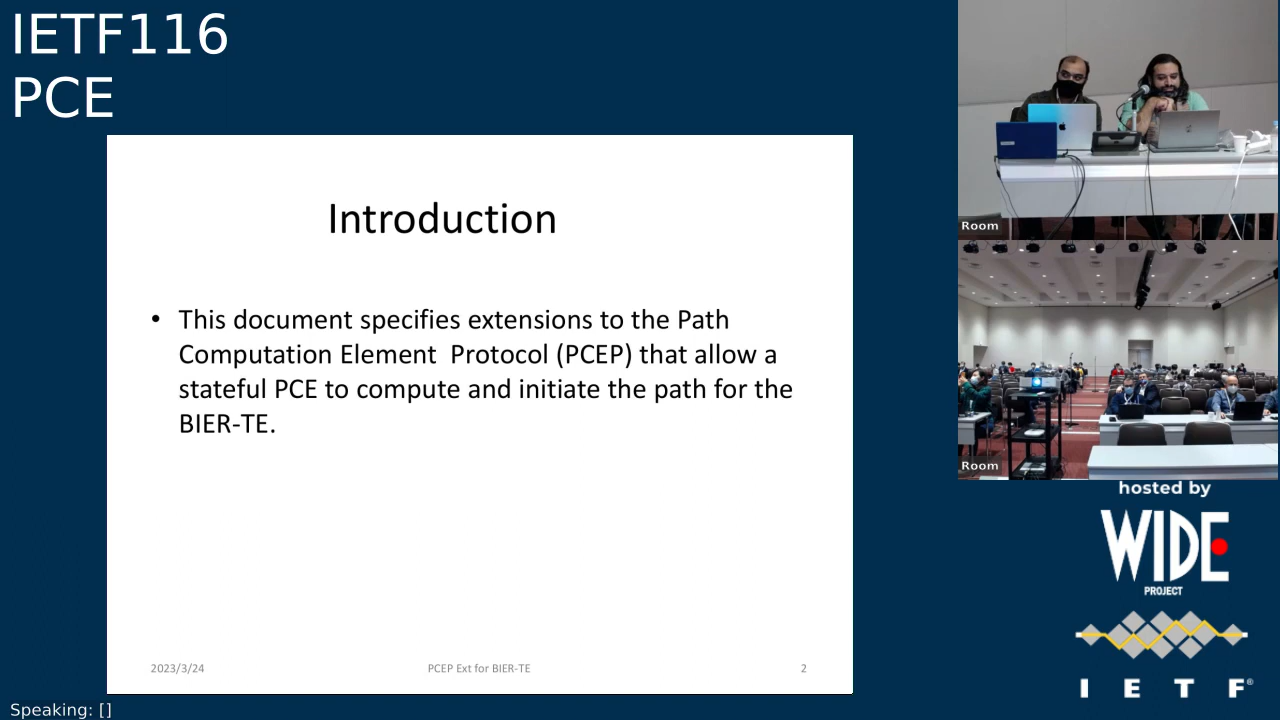 IETF116
PCE
Introduction
• This document specifies extensions to the Path
Computation Element  Protocol (PCEP) that allow a
stateful PCE to compute and initiate the path for the
BIER-TE.
2023/3/24
PCEP Ext for BIER-TE
2
Room
Room
hosted by
WIDE
PROJECT
I E T F®
Speaking: []